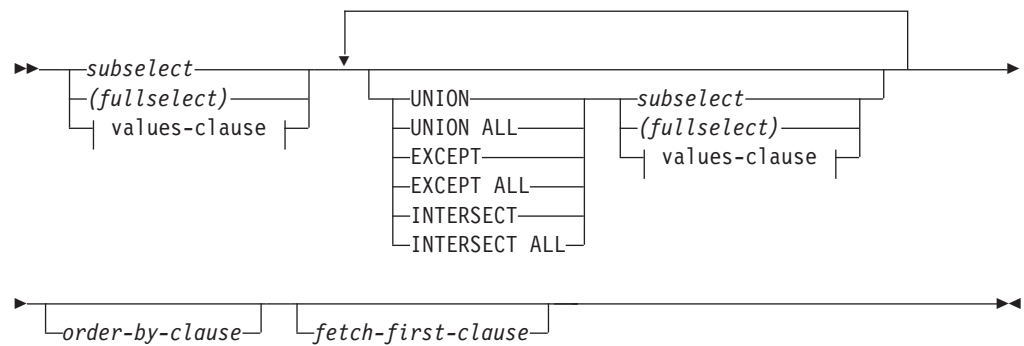 subselect
(fullselect)
values-clause
UNION
UNION ALL
EXCEPT
EXCEPT ALL
INTERSECT
INTERSECT ALL
subselect
(fullselect)
values-clause
order-by-clause
fetch-first-clause